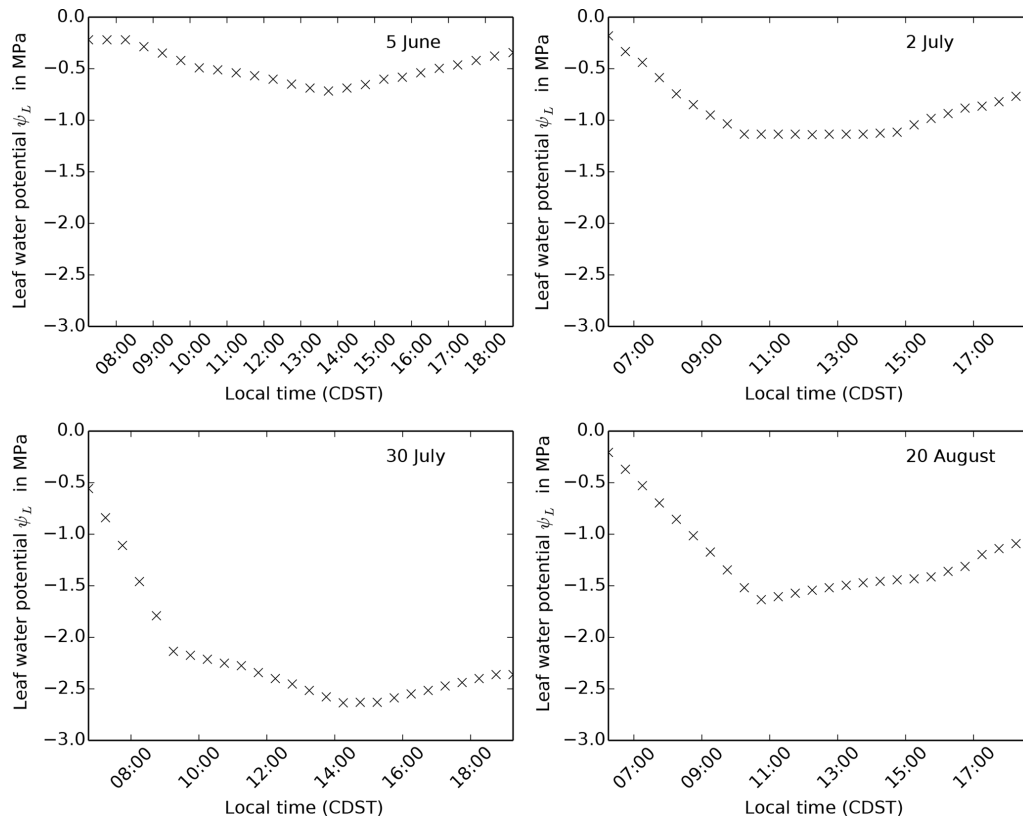 5 June
Leaf water potential ψL in MPa
0.0
−0.5
−1.0
−1.5
−2.0
−2.5
−3.0
08:00 09:00 10:00 11:00 12:00 13:00 14:00 15:00 16:00 17:00 18:00
Local time (CDST)
2 July
Leaf water potential ψL in MPa
0.0
−0.5
−1.0
−1.5
−2.0
−2.5
−3.0
07:00 09:00 11:00 13:00 15:00 17:00
Local time (CDST)
30 July
Leaf water potential ψL in MPa
0.0
−0.5
−1.0
−1.5
−2.0
−2.5
−3.0
08:00 10:00 12:00 14:00 16:00 18:00
Local time (CDST)
20 August
Leaf water potential ψL in MPa
0.0
−0.5
−1.0
−1.5
−2.0
−2.5
−3.0
07:00 09:00 11:00 13:00 15:00 17:00
Local time (CDST)